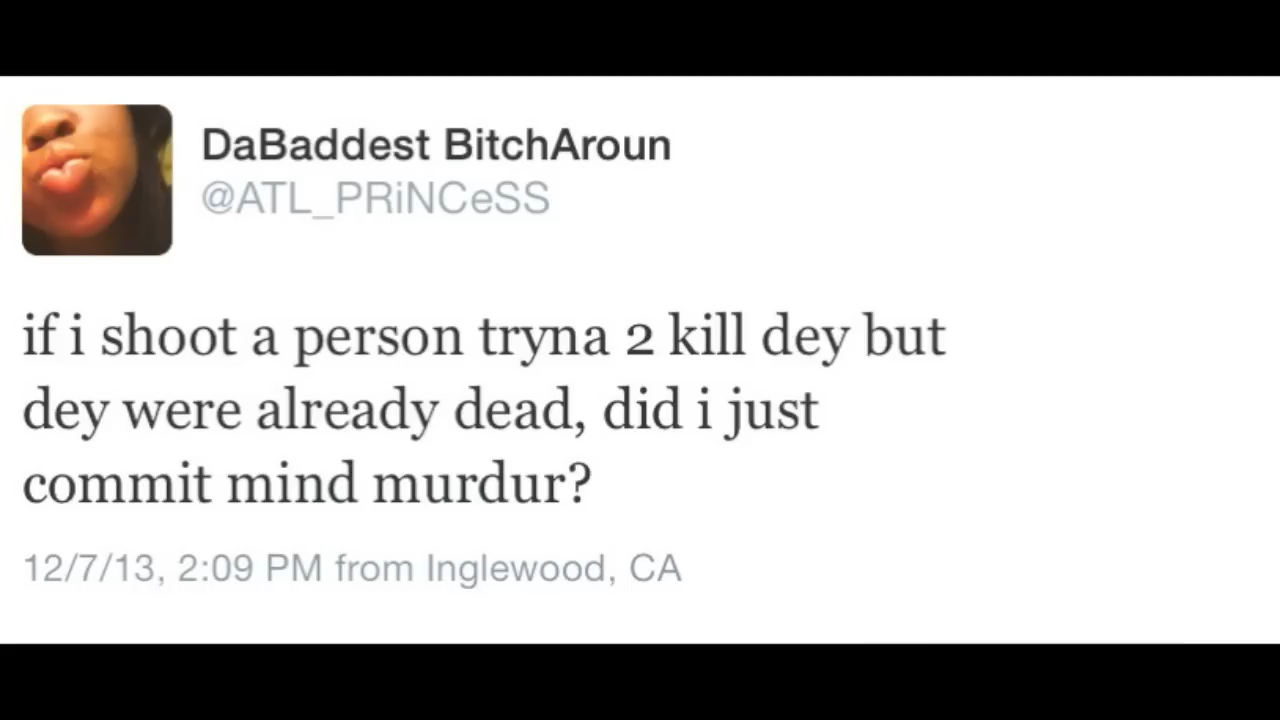 DaBaddest BitchAroun
@ATL_PRiNCeSS
if i shoot a person tryna 2 kill dey but
dey were already dead, did i just
commit mind murdur?
12/7/13, 2:09 PM from Inglewood, CA